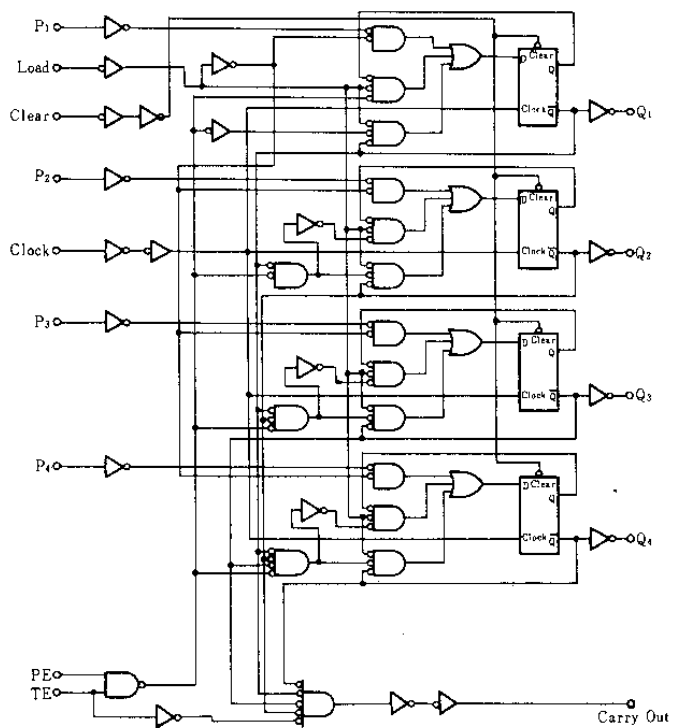 P1
Load
Clear
D Clear
Q
Clock Q
Q1
P2
D Clear
Q
Clock Q
Q2
Clock
P3
D Clear
Q
Clock Q
Q3
P4
D Clear
Q
Clock Q
Q4
PE
TE
Carry Out